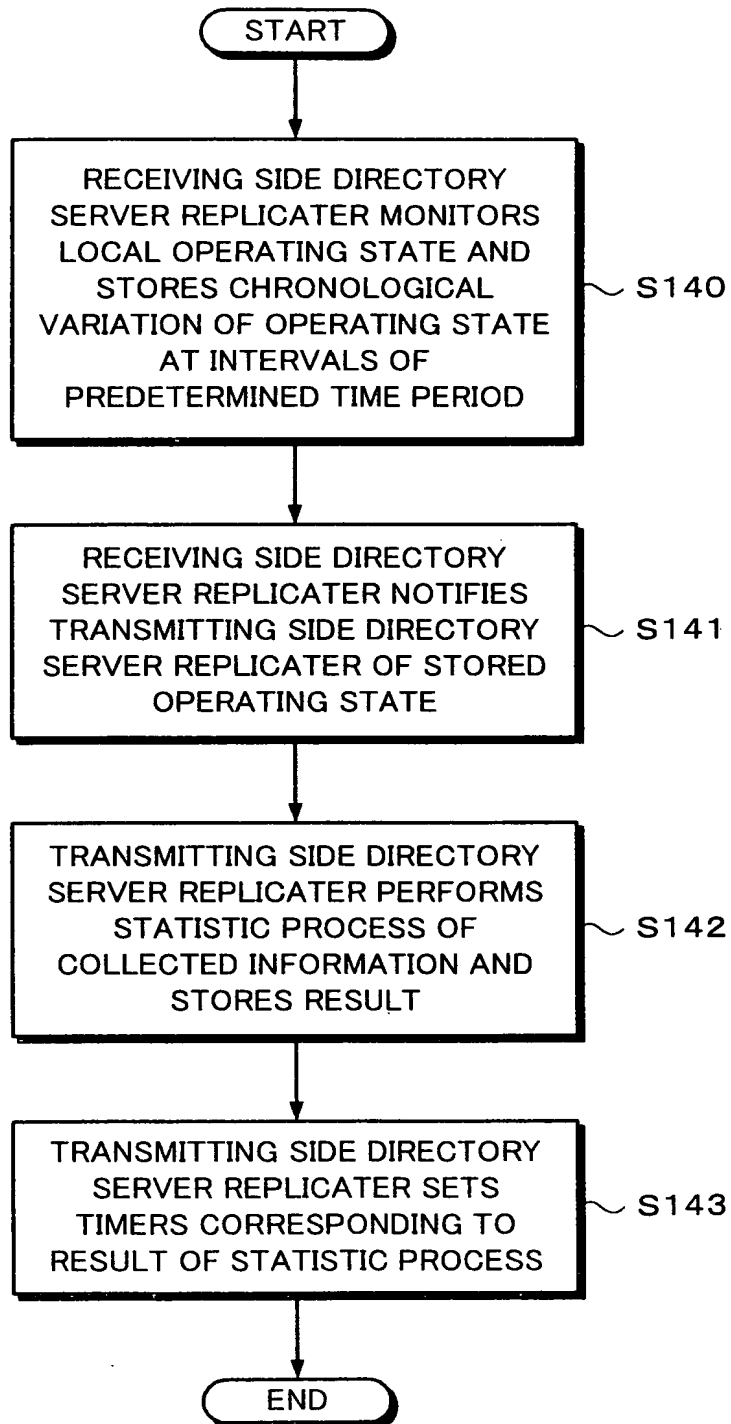 START
RECEIVING SIDE DIRECTORY
SERVER REPLICATER MONITORS
LOCAL OPERATING STATE AND
STORES CHRONOLOGICAL
VARIATION OF OPERATING STATE
AT INTERVALS OF
PREDETERMINED TIME PERIOD
S140
RECEIVING SIDE DIRECTORY
SERVER REPLICATER NOTIFIES
TRANSMITTING SIDE DIRECTORY
SERVER REPLICATER OF STORED
OPERATING STATE
S141
TRANSMITTING SIDE DIRECTORY
SERVER REPLICATER PERFORMS
STATISTIC PROCESS OF
COLLECTED INFORMATION AND
STORES RESULT
S142
TRANSMITTING SIDE DIRECTORY
SERVER REPLICATER SETS
TIMERS CORRESPONDING TO
RESULT OF STATISTIC PROCESS
S143
END